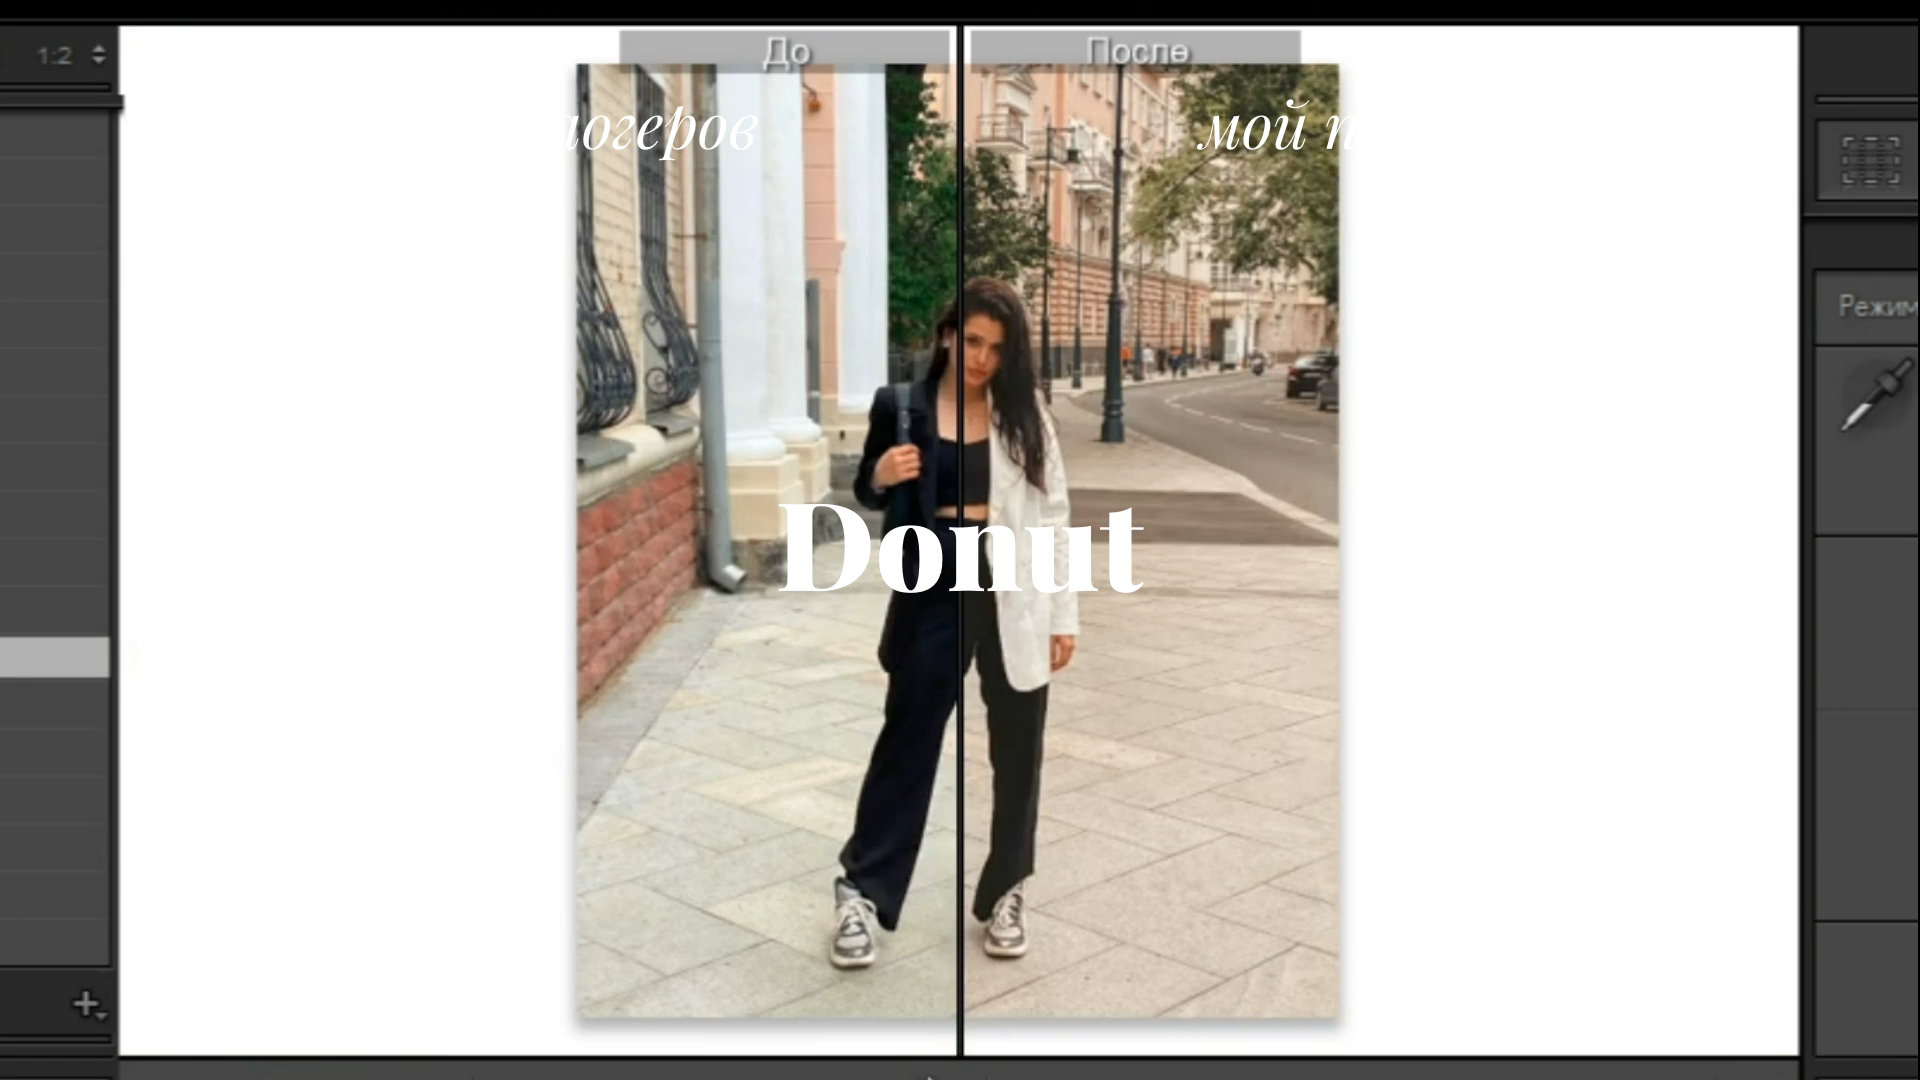 1:2
До
После
логеров
мой п
Режим
Donut